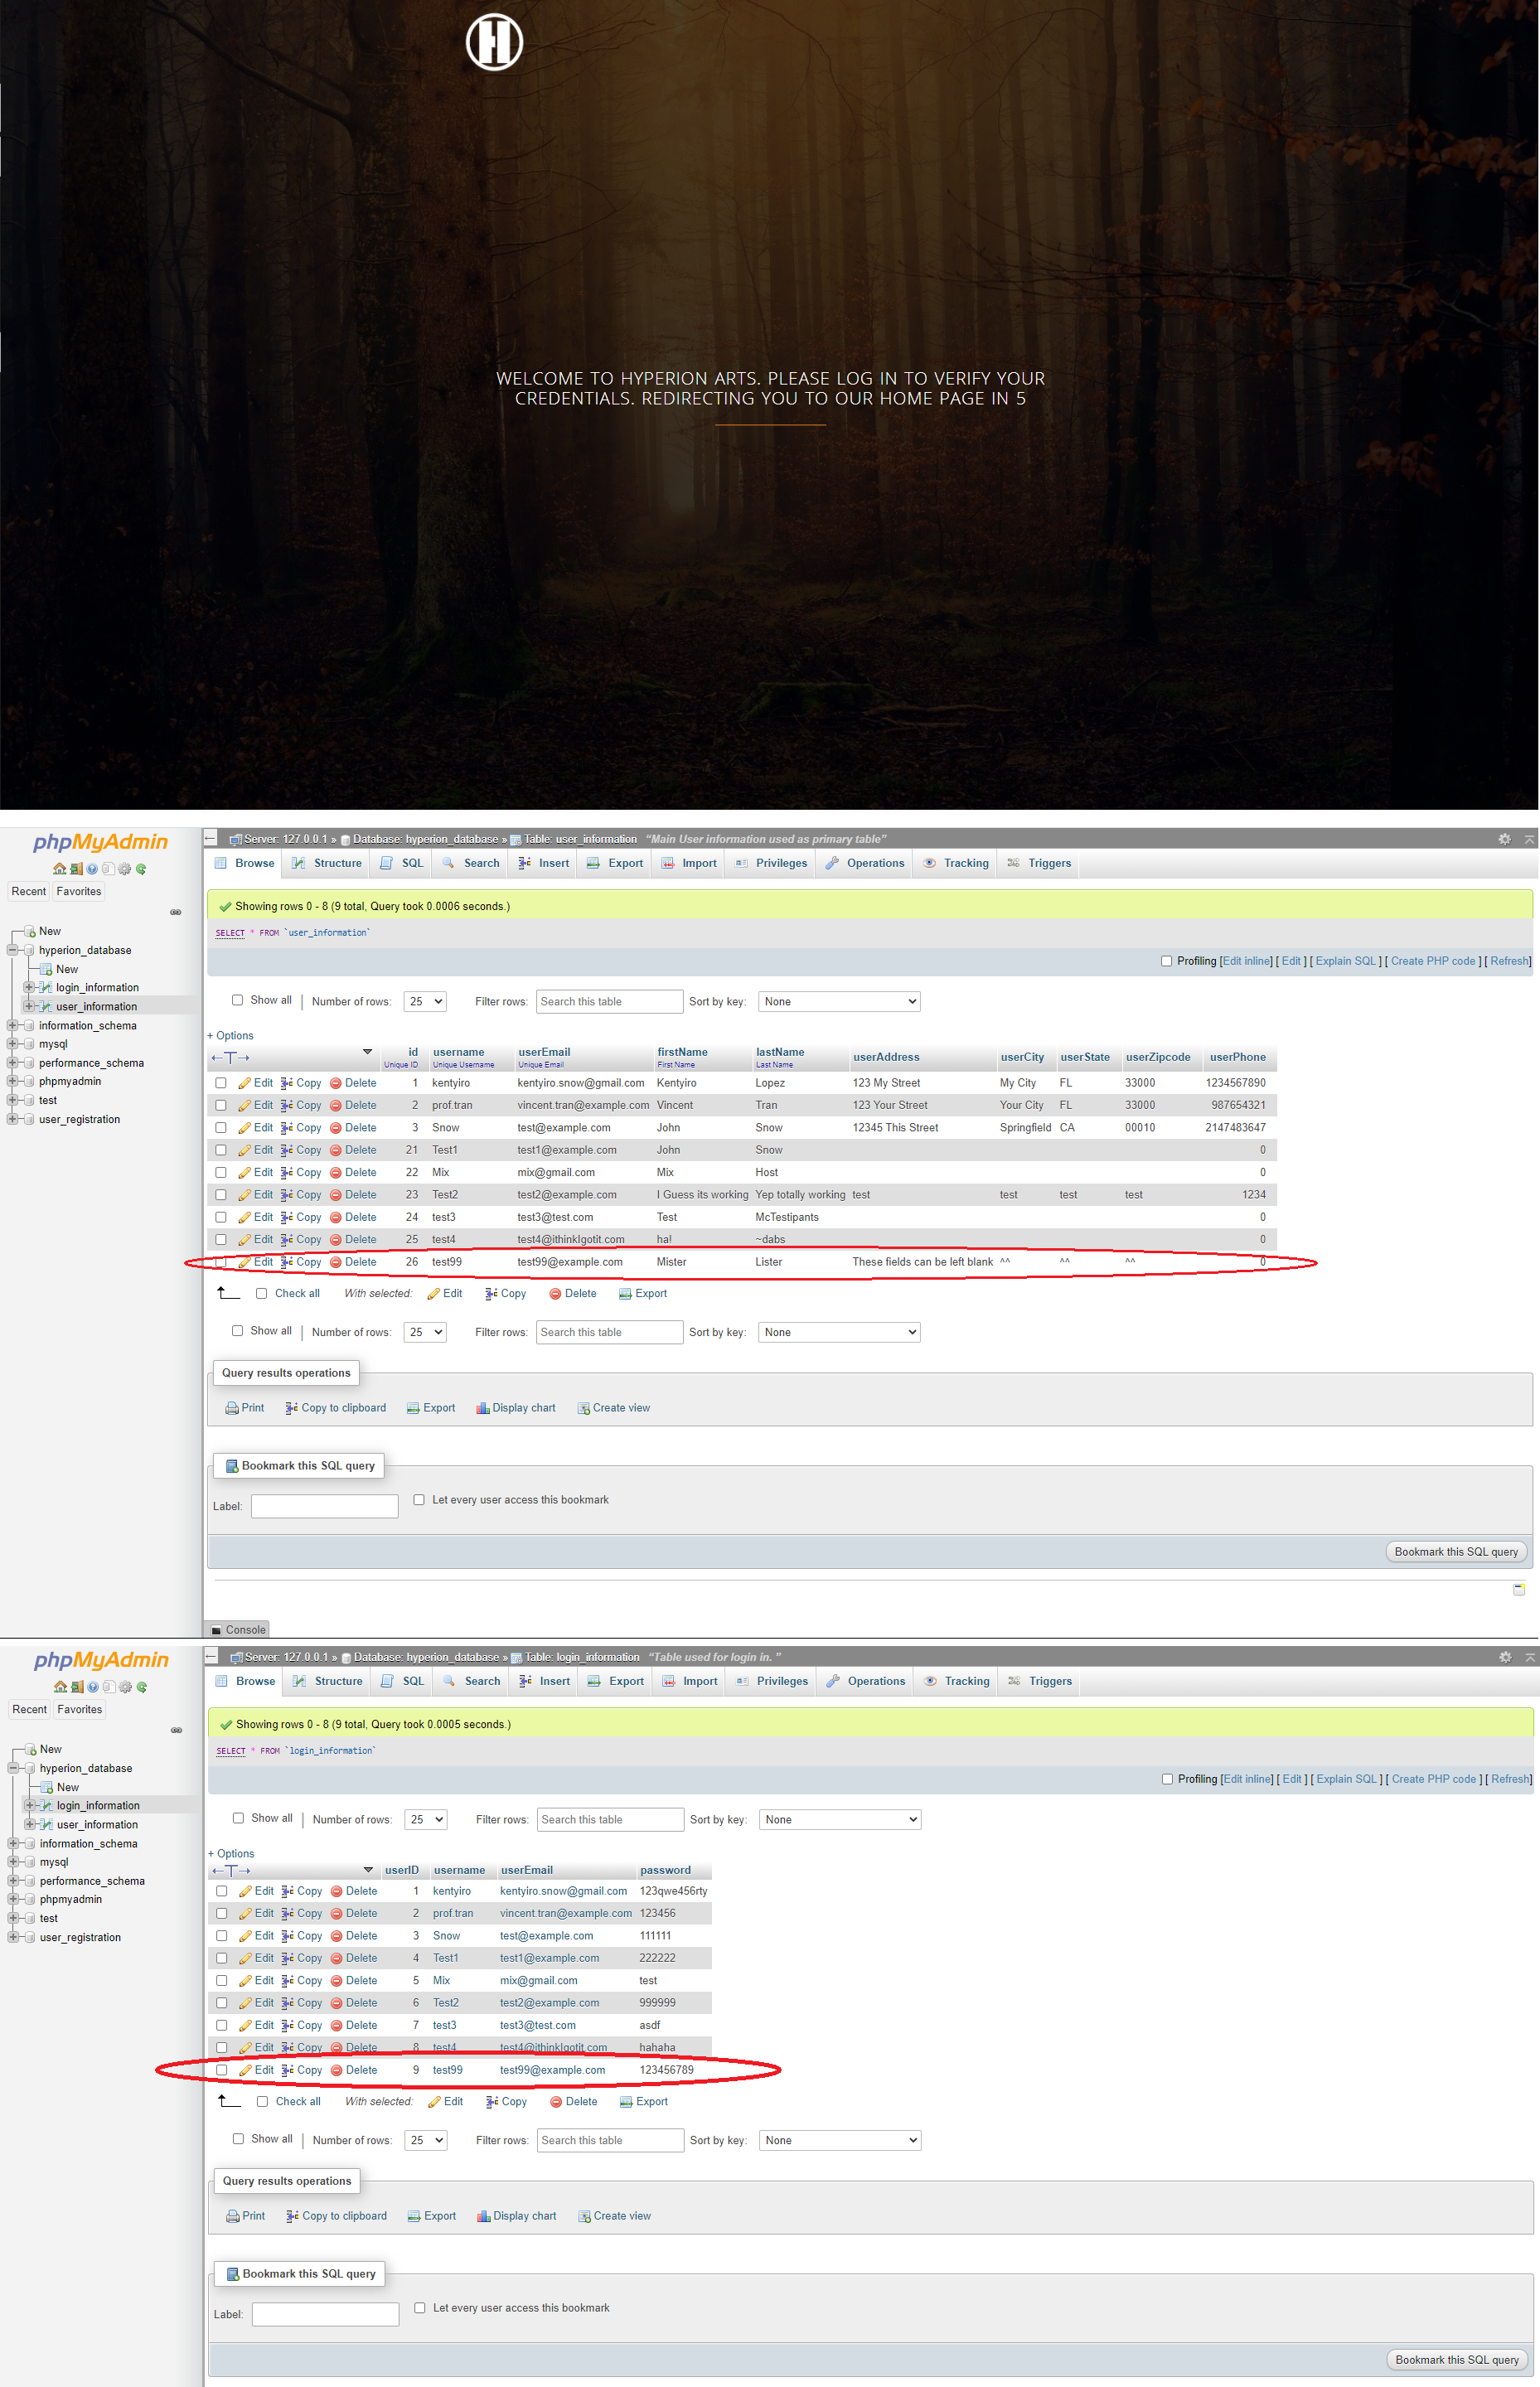 H
WELCOME TO HYPERION ARTS. PLEASE LOG IN TO VERIFY YOUR
CREDENTIALS. REDIRECTING YOU TO OUR HOME PAGE IN 5
phpMyAdmin
Recent Favorites
New
hyperion_database
New
login_information
user_information
information_schema
mysql
performance_schema
phpmyadmin
test
user_registration
Server: 127.0.0.1 » Database: hyperion_database » Table: user_information "Main User information used as primary table"
Browse Structure SQL Search Insert Export Import Privileges Operations Tracking Triggers
Showing rows 0 - 8 (9 total, Query took 0.0006 seconds.)
SELECT * FROM `user_information`
Profiling [Edit inline] [ Edit ] [ Explain SQL ] [ Create PHP code ] [ Refresh]
Show all | Number of rows: 25 Filter rows: Search this table Sort by key: None
+ Options
←T→ id username userEmail firstName lastName userAddress userCity userState userZipcode userPhone
Unique ID Unique Username Unique Email First Name Last Name
Edit Copy Delete 1 kentyiro kentyiro.snow@gmail.com Kentyiro Lopez 123 My Street My City FL 33000 1234567890
Edit Copy Delete 2 prof.tran vincent.tran@example.com Vincent Tran 123 Your Street Your City FL 33000 987654321
Edit Copy Delete 3 Snow test@example.com John Snow 12345 This Street Springfield CA 00010 2147483647
Edit Copy Delete 21 Test1 test1@example.com John Snow 0
Edit Copy Delete 22 Mix mix@gmail.com Mix Host 0
Edit Copy Delete 23 Test2 test2@example.com I Guess its working Yep totally working test test test test 1234
Edit Copy Delete 24 test3 test3@test.com Test McTestipants 0
Edit Copy Delete 25 test4 test4@ithinkIgotit.com ha! ~dabs 0
Edit Copy Delete 26 test99 test99@example.com Mister Lister These fields can be left blank ^^ ^^ ^^ 0
Check all With selected: Edit Copy Delete Export
Show all | Number of rows: 25 Filter rows: Search this table Sort by key: None
Query results operations
Print Copy to clipboard Export Display chart Create view
Bookmark this SQL query
Label: Let every user access this bookmark
Bookmark this SQL query
Console
phpMyAdmin
Recent Favorites
New
hyperion_database
New
login_information
user_information
information_schema
mysql
performance_schema
phpmyadmin
test
user_registration
Server: 127.0.0.1 » Database: hyperion_database » Table: login_information "Table used for login in. "
Browse Structure SQL Search Insert Export Import Privileges Operations Tracking Triggers
Showing rows 0 - 8 (9 total, Query took 0.0005 seconds.)
SELECT * FROM `login_information`
Profiling [Edit inline] [ Edit ] [ Explain SQL ] [ Create PHP code ] [ Refresh]
Show all | Number of rows: 25 Filter rows: Search this table Sort by key: None
+ Options
←T→ userID username userEmail password
Edit Copy Delete 1 kentyiro kentyiro.snow@gmail.com 123qwe456rty
Edit Copy Delete 2 prof.tran vincent.tran@example.com 123456
Edit Copy Delete 3 Snow test@example.com 111111
Edit Copy Delete 4 Test1 test1@example.com 222222
Edit Copy Delete 5 Mix mix@gmail.com test
Edit Copy Delete 6 Test2 test2@example.com 999999
Edit Copy Delete 7 test3 test3@test.com asdf
Edit Copy Delete 8 test4 test4@ithinkIgotit.com hahaha
Edit Copy Delete 9 test99 test99@example.com 123456789
Check all With selected: Edit Copy Delete Export
Show all | Number of rows: 25 Filter rows: Search this table Sort by key: None
Query results operations
Print Copy to clipboard Export Display chart Create view
Bookmark this SQL query
Label: Let every user access this bookmark
Bookmark this SQL query